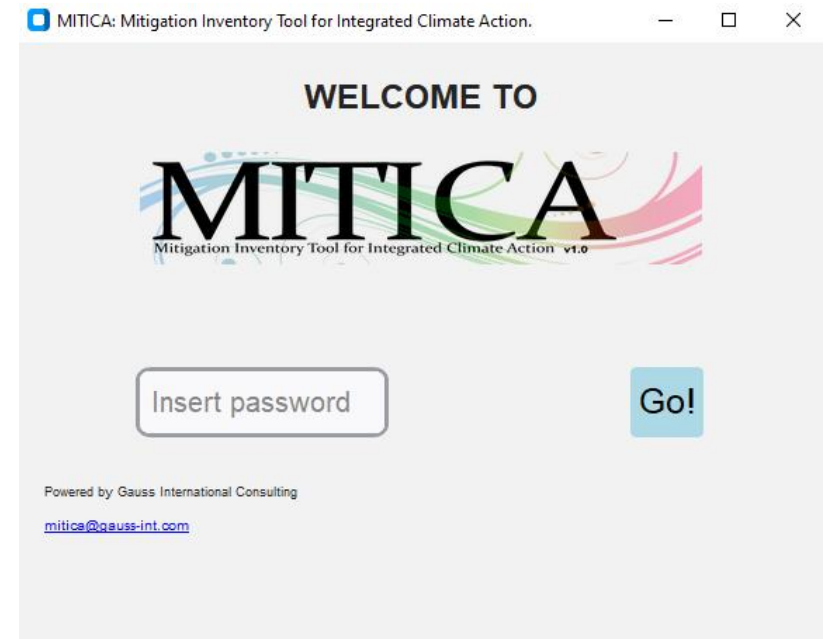 MITICA: Mitigation Inventory Tool for Integrated Climate Action.
WELCOME TO
MITICA
Mitigation Inventory Tool for Integrated Climate Action v1.0
Insert password
Go!
Powered by Gauss International Consulting
mitica@gauss-int.com